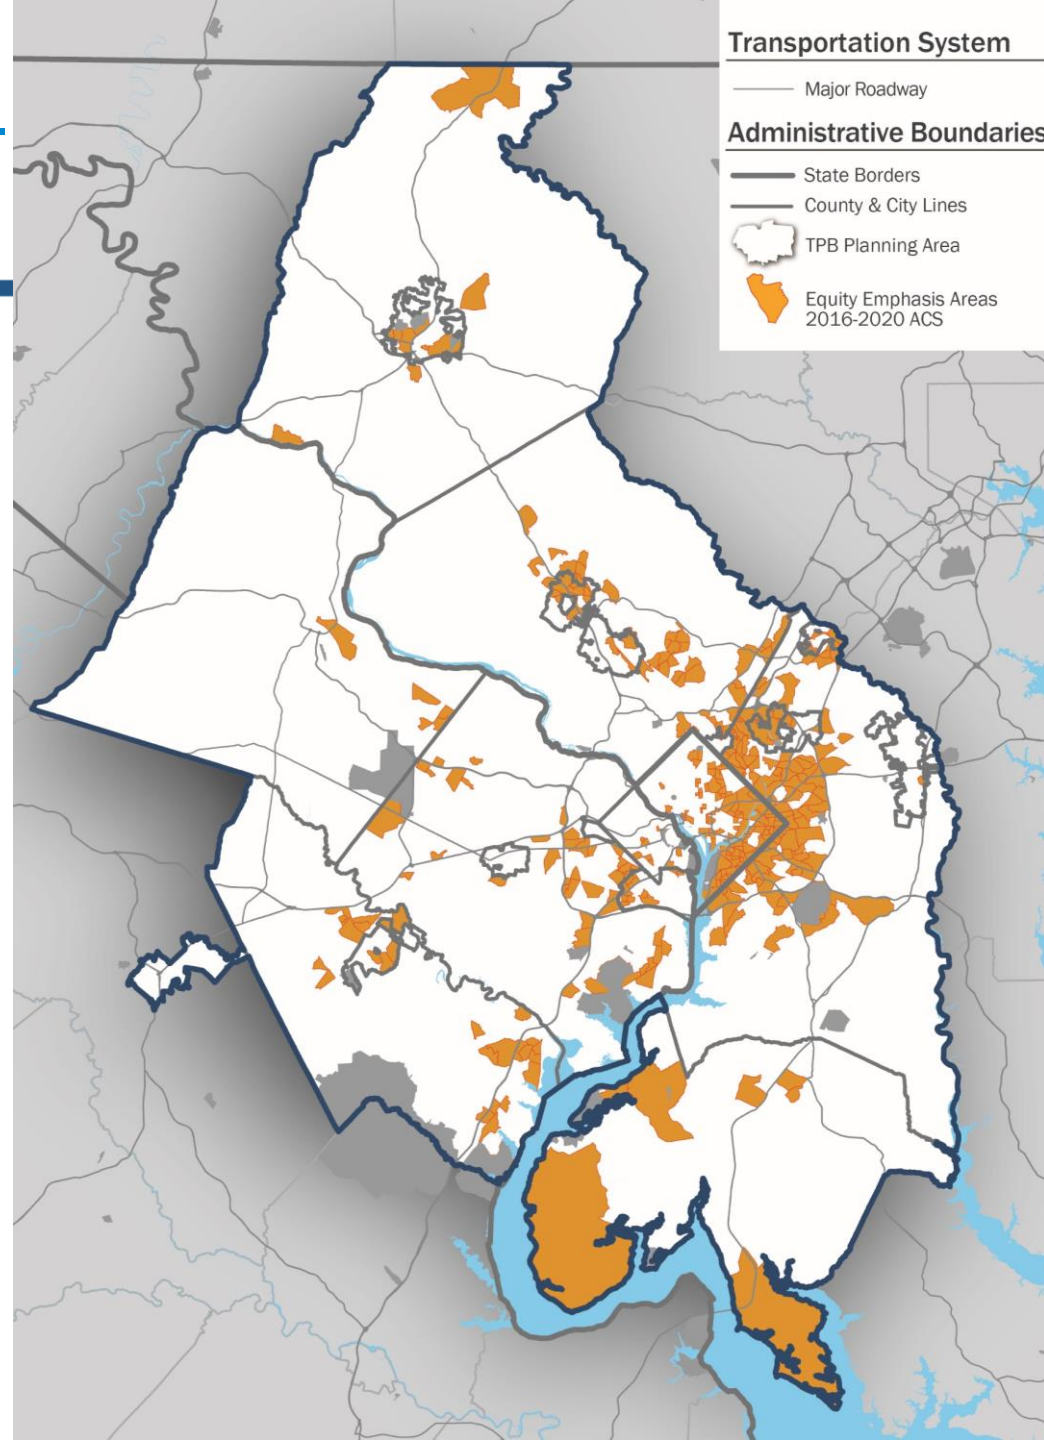 Transportation System
Major Roadway
Administrative Boundaries
State Borders
County & City Lines
TPB Planning Area
Equity Emphasis Areas
2016-2020 ACS